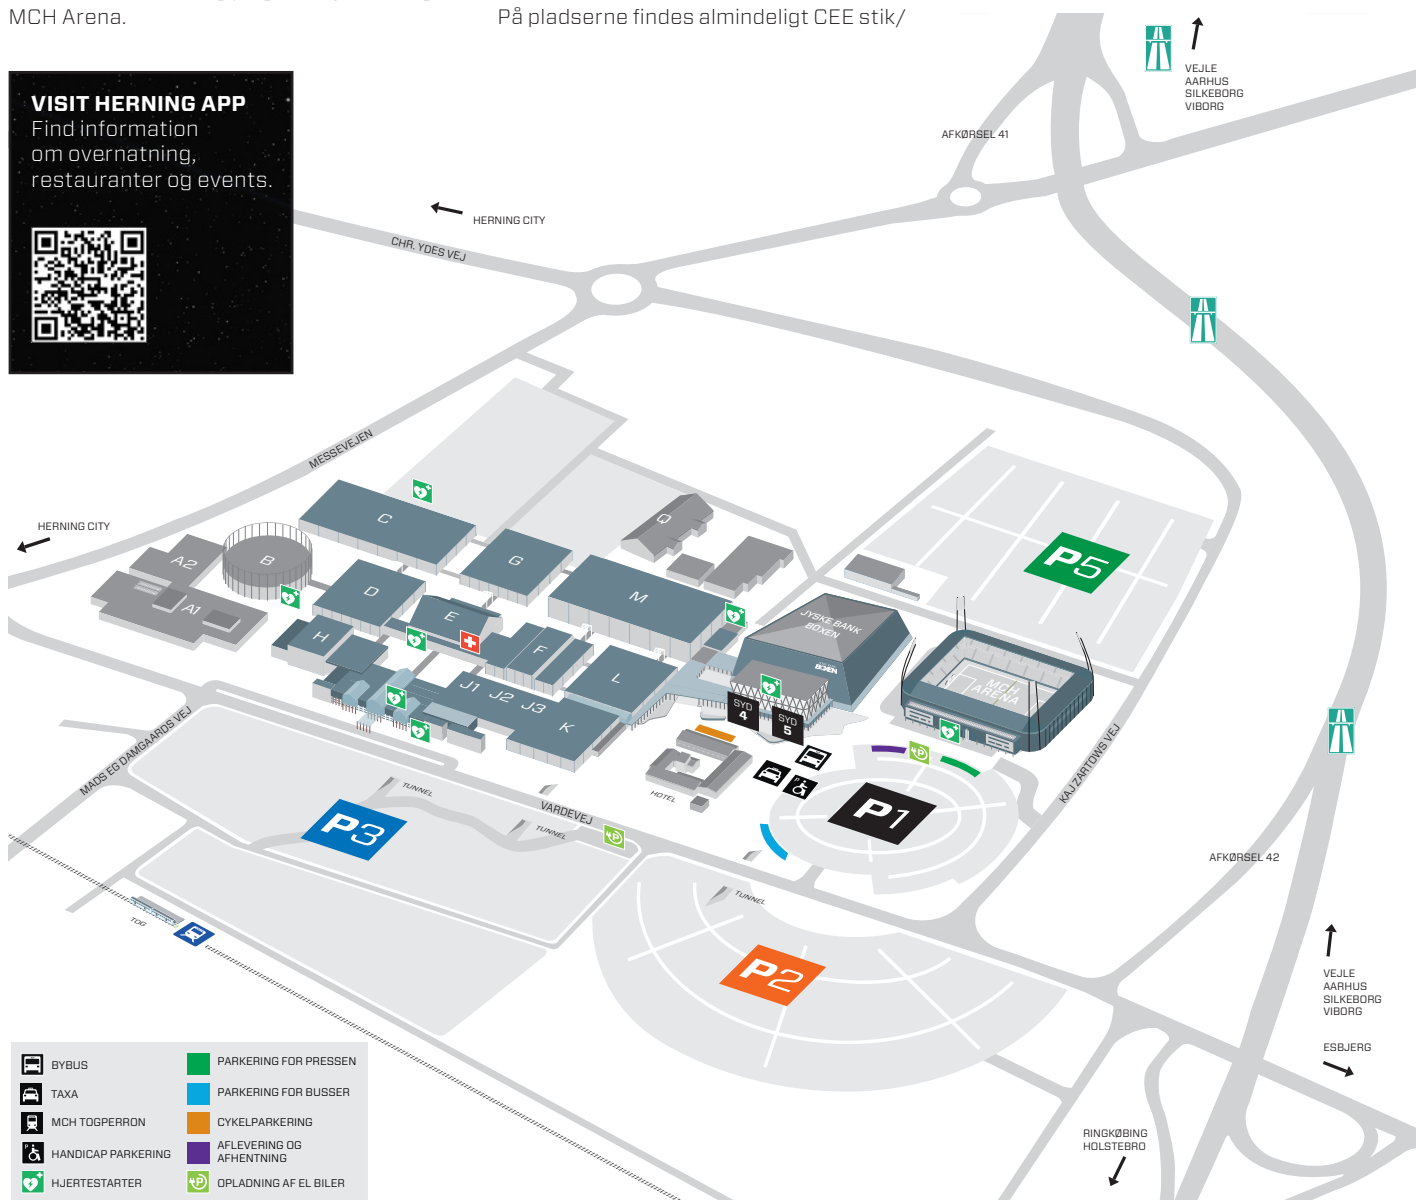 MCH Arena.
På pladserne findes almindeligt CEE stik/
VISIT HERNING APP
Find information
om overnatning,
restauranter og events.
VEJLE
AARHUS
SILKEBORG
VIBORG
AFKØRSEL 41
HERNING CITY
CHR. YDES VEJ
MESSEVEJEN
HERNING CITY
C
Q
P5
A2
B
G
D
M
A1
E
JYSKE BANK
BOXEN
H
F
BOXEN
L
MCH
ARENA
J1
J2
J3
K
SYD
4
SYD
5
MADS EG DAMGAARDS VEJ
KAJ ZARTOWS VEJ
HOTEL
TUNNEL
VARDEVEJ
TUNNEL
P3
P
P
P
P1
AFKØRSEL 42
TUNNEL
TOG
P2
VEJLE
AARHUS
SILKEBORG
VIBORG
ESBJERG
RINGKØBING
HOLSTEBRO
BYBUS
TAXA
MCH TOGPERRON
P
HANDICAP PARKERING
HJERTESTARTER
PARKERING FOR PRESSEN
PARKERING FOR BUSSER
CYKELPARKERING
AFLEVERING OG
AFHENTNING
P
OPLADNING AF EL BILER